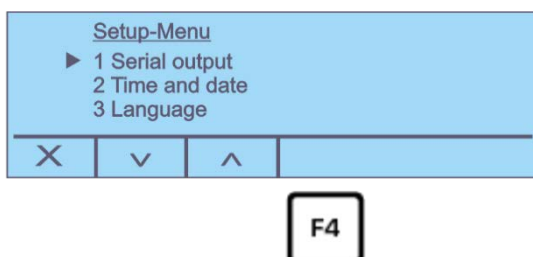 Setup-Menu
▶ 1 Serial output
2 Time and date
3 Language
X ∨ ∧
F4